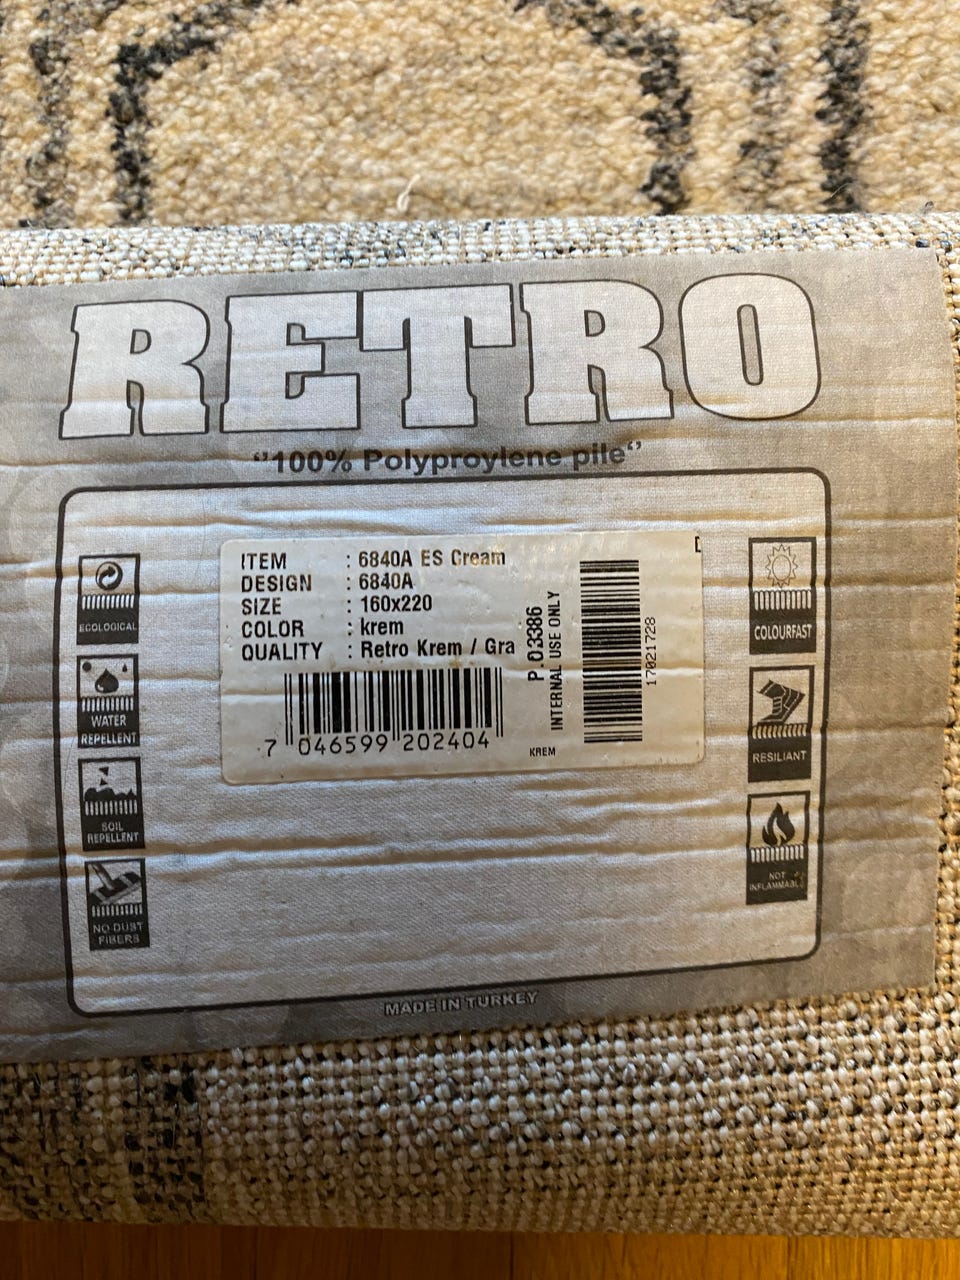 RETRO
“100% Polyproylene pile”
ITEM : 6840A ES Cream
DESIGN : 6840A
SIZE : 160x220
COLOR : krem
QUALITY : Retro Krem / Gra
7 046599 202404
KREM
P.03386
INTERNAL USE ONLY
17021728
ECOLOGICAL
WATER
REPELLENT
SOIL
REPELLENT
NO DUST
FIBERS
COLOURFAST
RESILIANT
NOT
INFLAMMABLE
MADE IN TURKEY